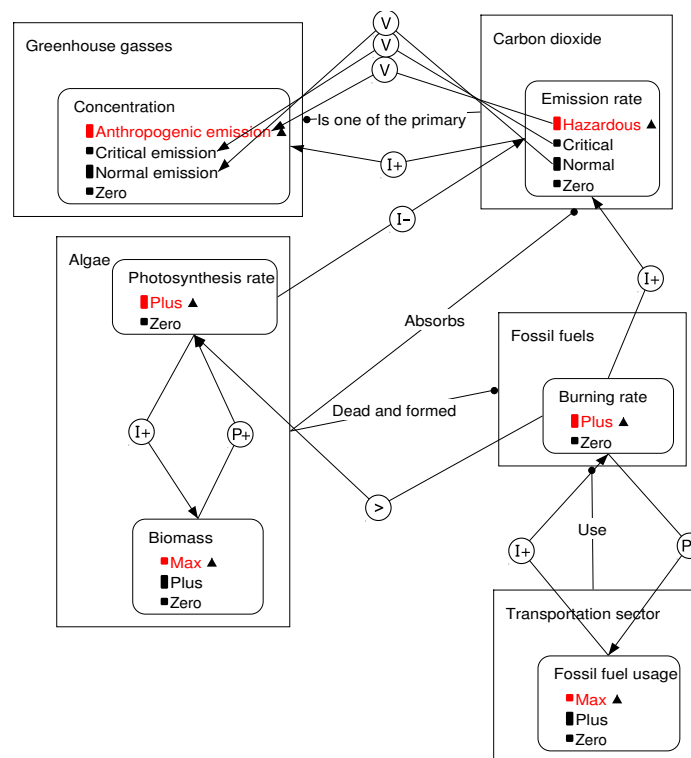 V
V
V
Greenhouse gasses
Carbon dioxide
Concentration
Anthropogenic emission
Critical emission
Normal emission
Zero
Is one of the primary
Emission rate
Hazardous
Critical
Normal
Zero
I+
I−
Algae
Photosynthesis rate
Plus
Zero
I+
Absorbs
Fossil fuels
Dead and formed
Burning rate
Plus
Zero
I+
P+
>
Biomass
Max
Plus
Zero
Use
I+
P
Transportation sector
Fossil fuel usage
Max
Plus
Zero